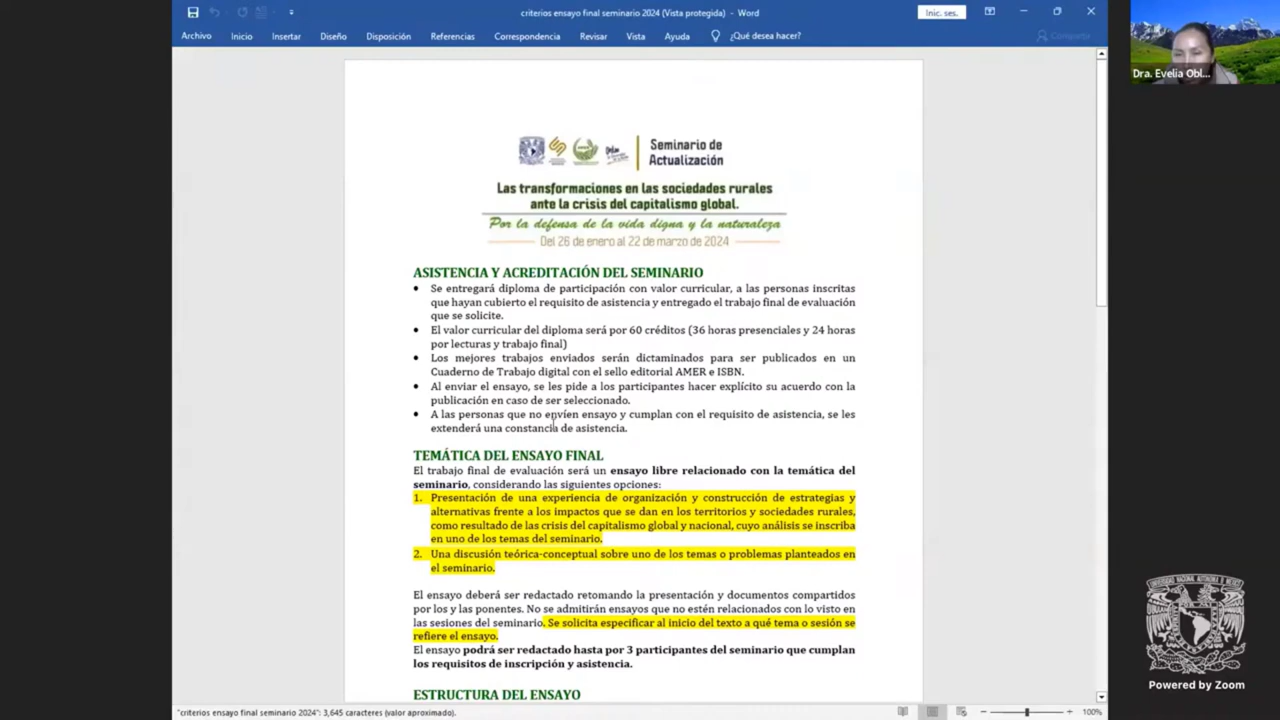 criterios ensayo final seminario 2024 (Vista protegida) - Word
Inic. ses.
Archivo Inicio Insertar Diseño Disposición Referencias Correspondencia Revisar Vista Ayuda ¿Qué desea hacer? Compartir
Dra. Evelia Obl...
Seminario de
Actualización
Las transformaciones en las sociedades rurales
ante la crisis del capitalismo global.
Por la defensa de la vida digna y la naturaleza
Del 26 de enero al 22 de marzo de 2024
ASISTENCIA Y ACREDITACIÓN DEL SEMINARIO
• Se entregará diploma de participación con valor curricular, a las personas inscritas
que hayan cubierto el requisito de asistencia y entregado el trabajo final de evaluación
que se solicite.
• El valor curricular del diploma será por 60 créditos (36 horas presenciales y 24 horas
por lecturas y trabajo final)
• Los mejores trabajos enviados serán dictaminados para ser publicados en un
Cuaderno de Trabajo digital con el sello editorial AMER e ISBN.
• Al enviar el ensayo, se les pide a los participantes hacer explícito su acuerdo con la
publicación en caso de ser seleccionado.
• A las personas que no envíen ensayo y cumplan con el requisito de asistencia, se les
extenderá una constancia de asistencia.
TEMÁTICA DEL ENSAYO FINAL
El trabajo final de evaluación será un ensayo libre relacionado con la temática del
seminario, considerando las siguientes opciones:
1. Presentación de una experiencia de organización y construcción de estrategias y
alternativas frente a los impactos que se dan en los territorios y sociedades rurales,
como resultado de las crisis del capitalismo global y nacional, cuyo análisis se inscriba
en uno de los temas del seminario.
2. Una discusión teórica-conceptual sobre uno de los temas o problemas planteados en
el seminario.
El ensayo deberá ser redactado retomando la presentación y documentos compartidos
por los y las ponentes. No se admitirán ensayos que no estén relacionados con lo visto en
las sesiones del seminario. Se solicita especificar al inicio del texto a qué tema o sesión se
refiere el ensayo.
El ensayo podrá ser redactado hasta por 3 participantes del seminario que cumplan
los requisitos de inscripción y asistencia.
ESTRUCTURA DEL ENSAYO
"criterios ensayo final seminario 2024": 3,645 caracteres (valor aproximado).
100%
Powered by Zoom